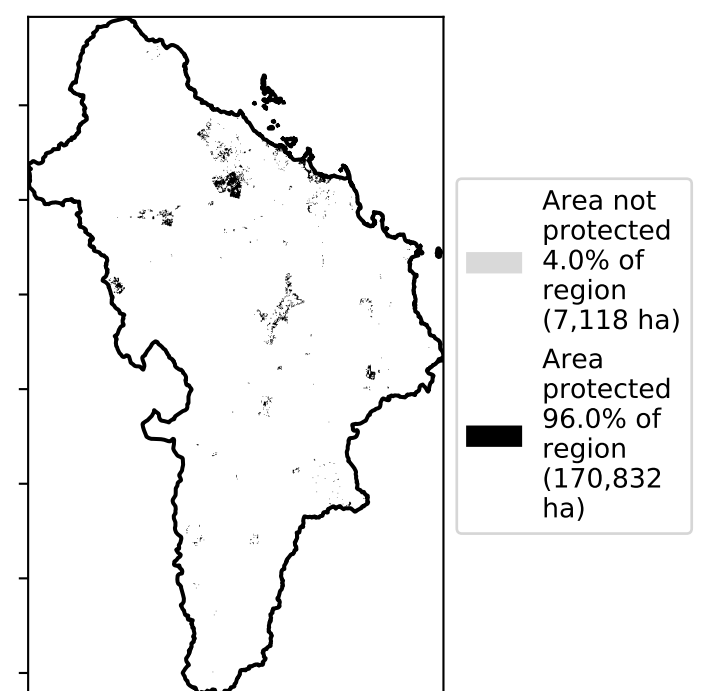 Area not
protected
4.0% of
region
(7,118 ha)
Area
protected
96.0% of
region
(170,832
ha)